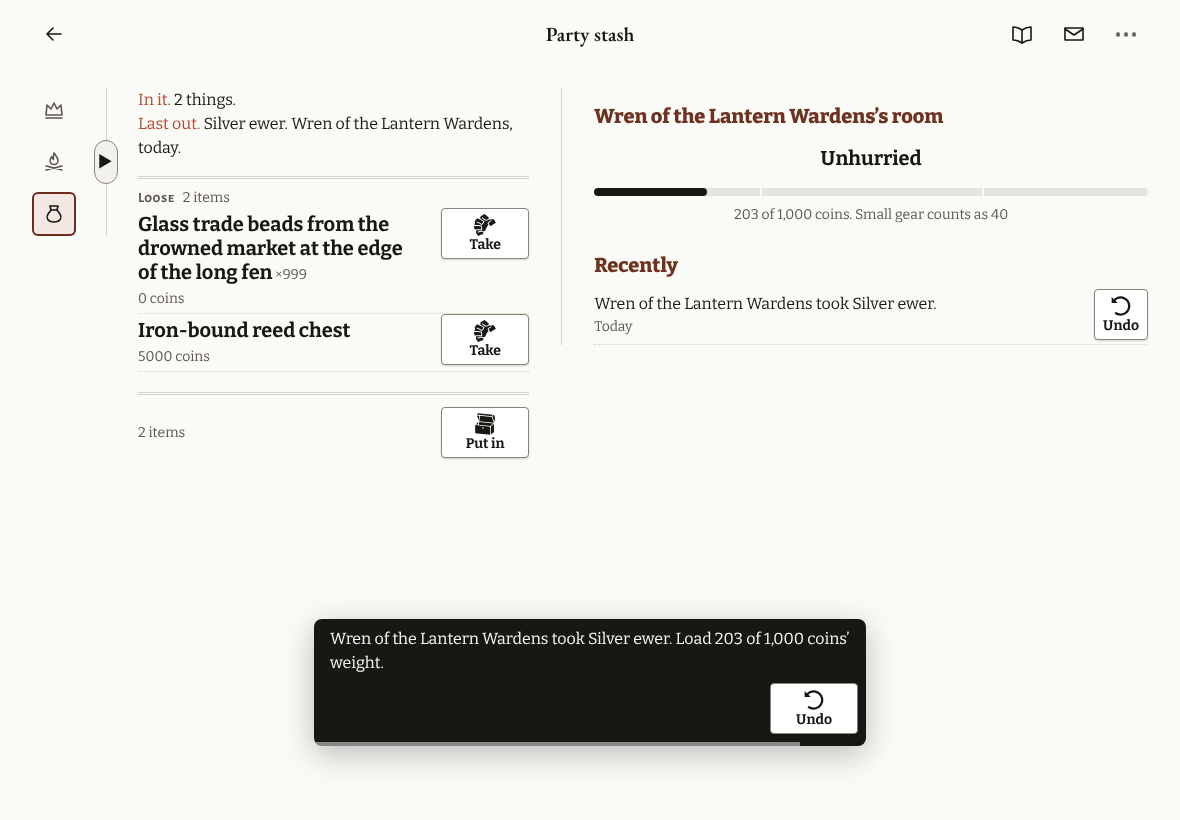 Party stash
In it. 2 things.
Last out. Silver ewer. Wren of the Lantern Wardens,
today.
LOOSE 2 items
Glass trade beads from the
drowned market at the edge
of the long fen ×999
0 coins
Take
Iron-bound reed chest
5000 coins
Take
2 items
Put in
Wren of the Lantern Wardens’s room
Unhurried
203 of 1,000 coins. Small gear counts as 40
Recently
Wren of the Lantern Wardens took Silver ewer.
Today
Undo
Wren of the Lantern Wardens took Silver ewer. Load 203 of 1,000 coins’
weight.
Undo